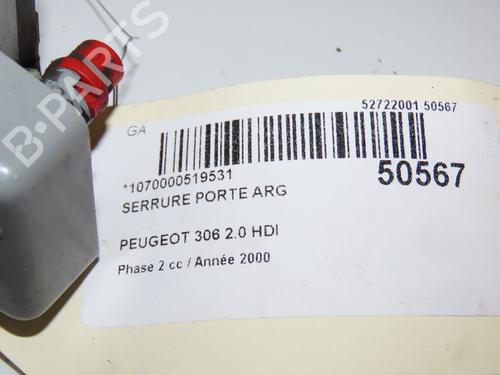 B-PARTS
52722001 50567
GA
*1070000519531
50567
SERRURE PORTE ARG
PEUGEOT 306 2.0 HDI
Phase 2 cc / Année 2000